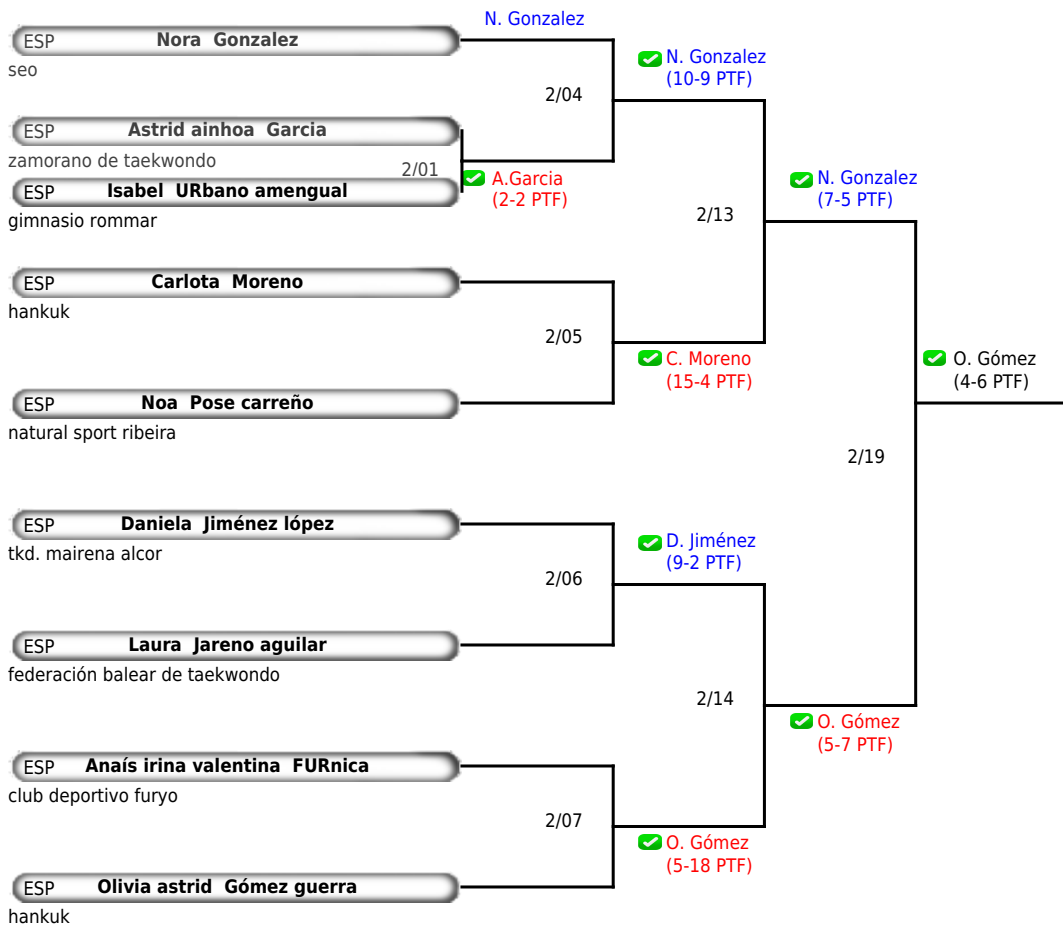 N. Gonzalez
ESP Nora Gonzalez
seo
N. Gonzalez
(10-9 PTF)
2/04
ESP Astrid ainhoa Garcia
zamorano de taekwondo
2/01
A.Garcia
(2-2 PTF)
ESP Isabel URbano amengual
gimnasio rommar
N. Gonzalez
(7-5 PTF)
2/13
ESP Carlota Moreno
hankuk
2/05
C. Moreno
(15-4 PTF)
ESP Noa Pose carreño
natural sport ribeira
O. Gómez
(4-6 PTF)
2/19
ESP Daniela Jiménez lópez
tkd. mairena alcor
D. Jiménez
(9-2 PTF)
2/06
ESP Laura Jareno aguilar
federación balear de taekwondo
2/14
O. Gómez
(5-7 PTF)
ESP Anaís irina valentina FURnica
club deportivo furyo
2/07
O. Gómez
(5-18 PTF)
ESP Olivia astrid Gómez guerra
hankuk